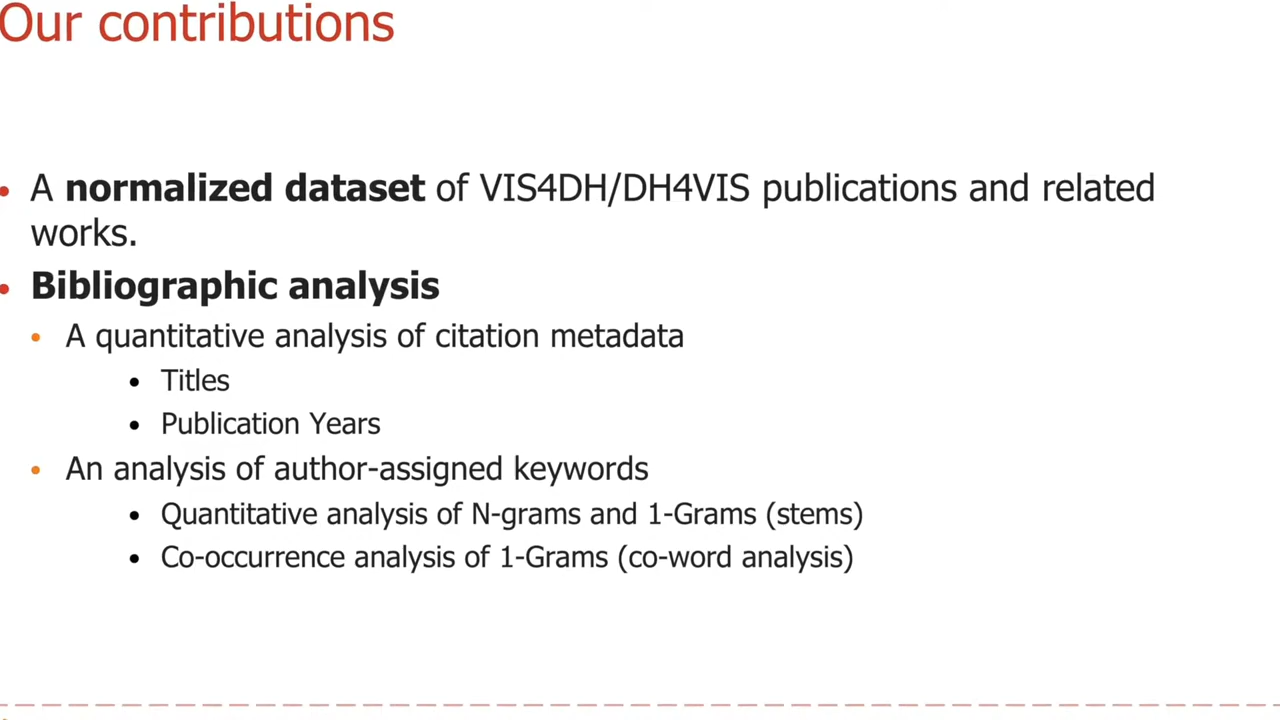 Our contributions
• A normalized dataset of VIS4DH/DH4VIS publications and related
works.
• Bibliographic analysis
• A quantitative analysis of citation metadata
• Titles
• Publication Years
• An analysis of author-assigned keywords
• Quantitative analysis of N-grams and 1-Grams (stems)
• Co-occurrence analysis of 1-Grams (co-word analysis)